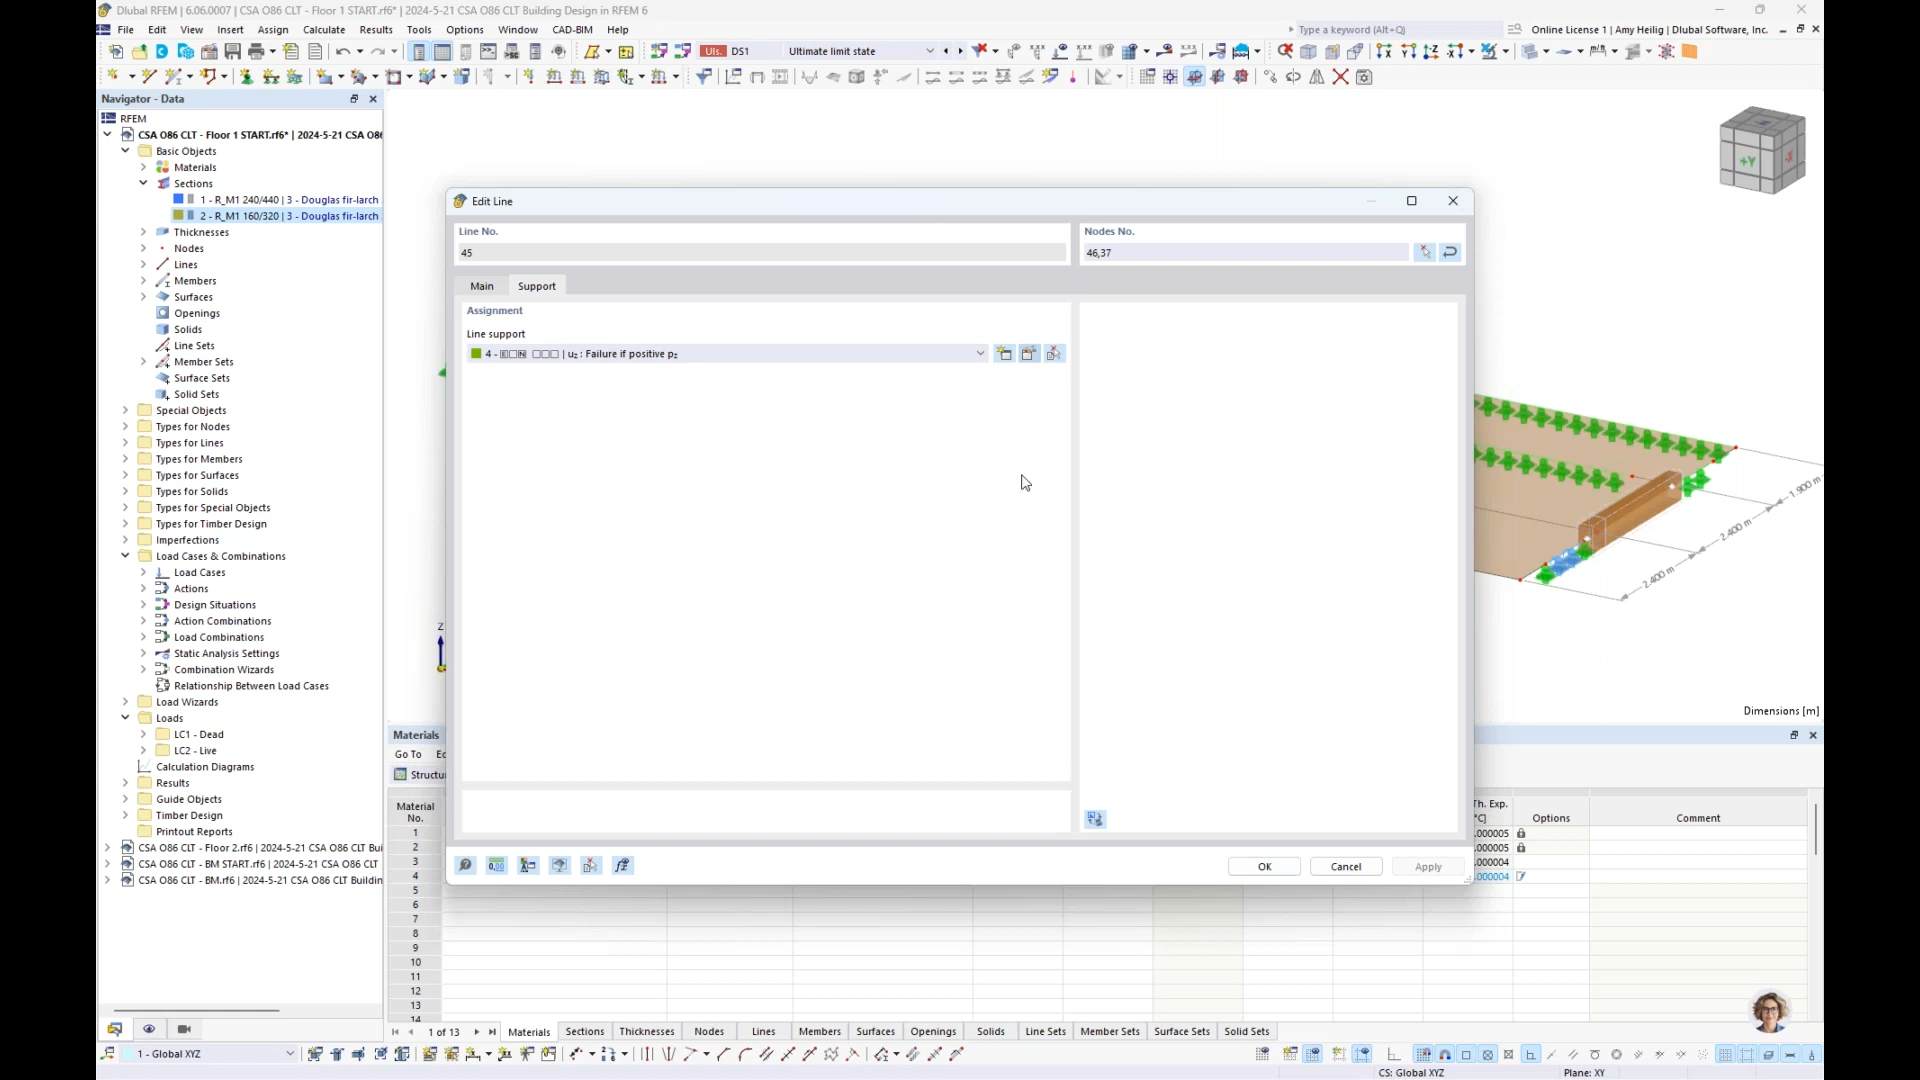 Dlubal RFEM | 6.06.0007 | CSA O86 CLT - Floor 1 START.rf6* | 2024-5-21 CSA O86 CLT Building Design in RFEM 6
File Edit View Insert Assign Calculate Results Tools Options Window CAD-BIM Help
Type a keyword (Alt+Q)
Online License 1 | Amy Heilig | Dlubal Software, Inc.
Uls. DS1 Ultimate limit state
Navigator - Data
RFEM
CSA O86 CLT - Floor 1 START.rf6* | 2024-5-21 CSA O86
Basic Objects
Materials
Sections
1 - R_M1 240/440 | 3 - Douglas fir-larch
2 - R_M1 160/320 | 3 - Douglas fir-larch
Thicknesses
Nodes
Lines
Members
Surfaces
Openings
Solids
Line Sets
Member Sets
Surface Sets
Solid Sets
Special Objects
Types for Nodes
Types for Lines
Types for Members
Types for Surfaces
Types for Solids
Types for Special Objects
Types for Timber Design
Imperfections
Load Cases & Combinations
Load Cases
Actions
Design Situations
Action Combinations
Load Combinations
Static Analysis Settings
Combination Wizards
Relationship Between Load Cases
Load Wizards
Loads
LC1 - Dead
LC2 - Live
Calculation Diagrams
Results
Guide Objects
Timber Design
Printout Reports
CSA O86 CLT - Floor 2.rf6 | 2024-5-21 CSA O86 CLT Bui
CSA O86 CLT - BM START.rf6 | 2024-5-21 CSA O86 CLT
CSA O86 CLT - BM.rf6 | 2024-5-21 CSA O86 CLT Buildin
1 - Global XYZ
Edit Line
Line No.
45
Nodes No.
46,37
Main Support
Assignment
Line support
4 - | uz : Failure if positive pz
OK Cancel Apply
+Y -X
Z
1.900 m
2.400 m
2.400 m
Dimensions [m]
Materials
Go To
Structu
Material
No.
Th. Exp.
Options
Comment
1
.000005
2
.000005
3
.000004
4
.000004
5
6
7
8
9
10
11
12
13
14
1 of 13 Materials Sections Thicknesses Nodes Lines Members Surfaces Openings Solids Line Sets Member Sets Surface Sets Solid Sets
CS: Global XYZ
Plane: XY